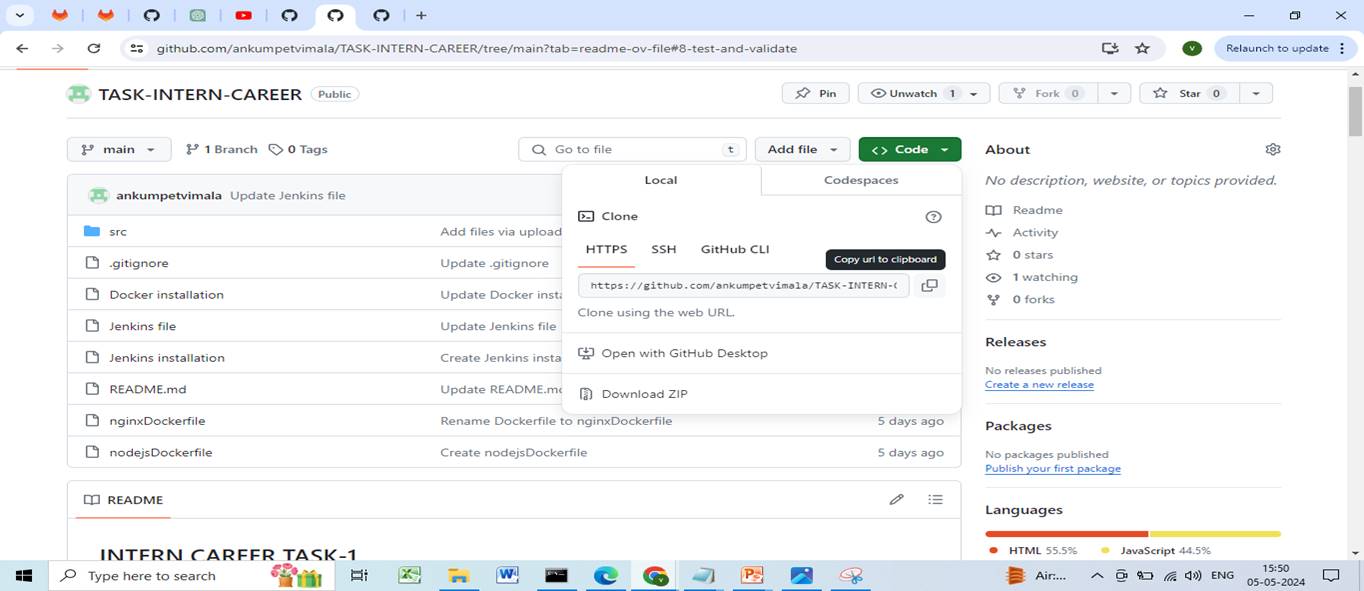 github.com/ankumpetvimala/TASK-INTERN-CAREER/tree/main?tab=readme-ov-file#8-test-and-validate
V
Relaunch to update
TASK-INTERN-CAREER Public
Pin
Unwatch 1
Fork 0
Star 0
main
1 Branch
0 Tags
Go to file t
Add file
<> Code
Local
Codespaces
Clone
HTTPS
SSH
GitHub CLI
Copy url to clipboard
https://github.com/ankumpetvimala/TASK-INTERN-C
Clone using the web URL.
Open with GitHub Desktop
Download ZIP
ankumpetvimala Update Jenkins file
src Add files via upload
.gitignore Update .gitignore
Docker installation Update Docker insta
Jenkins file Update Jenkins file
Jenkins installation Create Jenkins insta
README.md Update README.md
nginxDockerfile Rename Dockerfile to nginxDockerfile 5 days ago
nodejsDockerfile Create nodejsDockerfile 5 days ago
README
INTERN CAREER TASK-1
About
No description, website, or topics provided.
Readme
Activity
0 stars
1 watching
0 forks
Releases
No releases published
Create a new release
Packages
No packages published
Publish your first package
Languages
HTML 55.5% JavaScript 44.5%
Type here to search
Air:...
ENG
15:50
05-05-2024